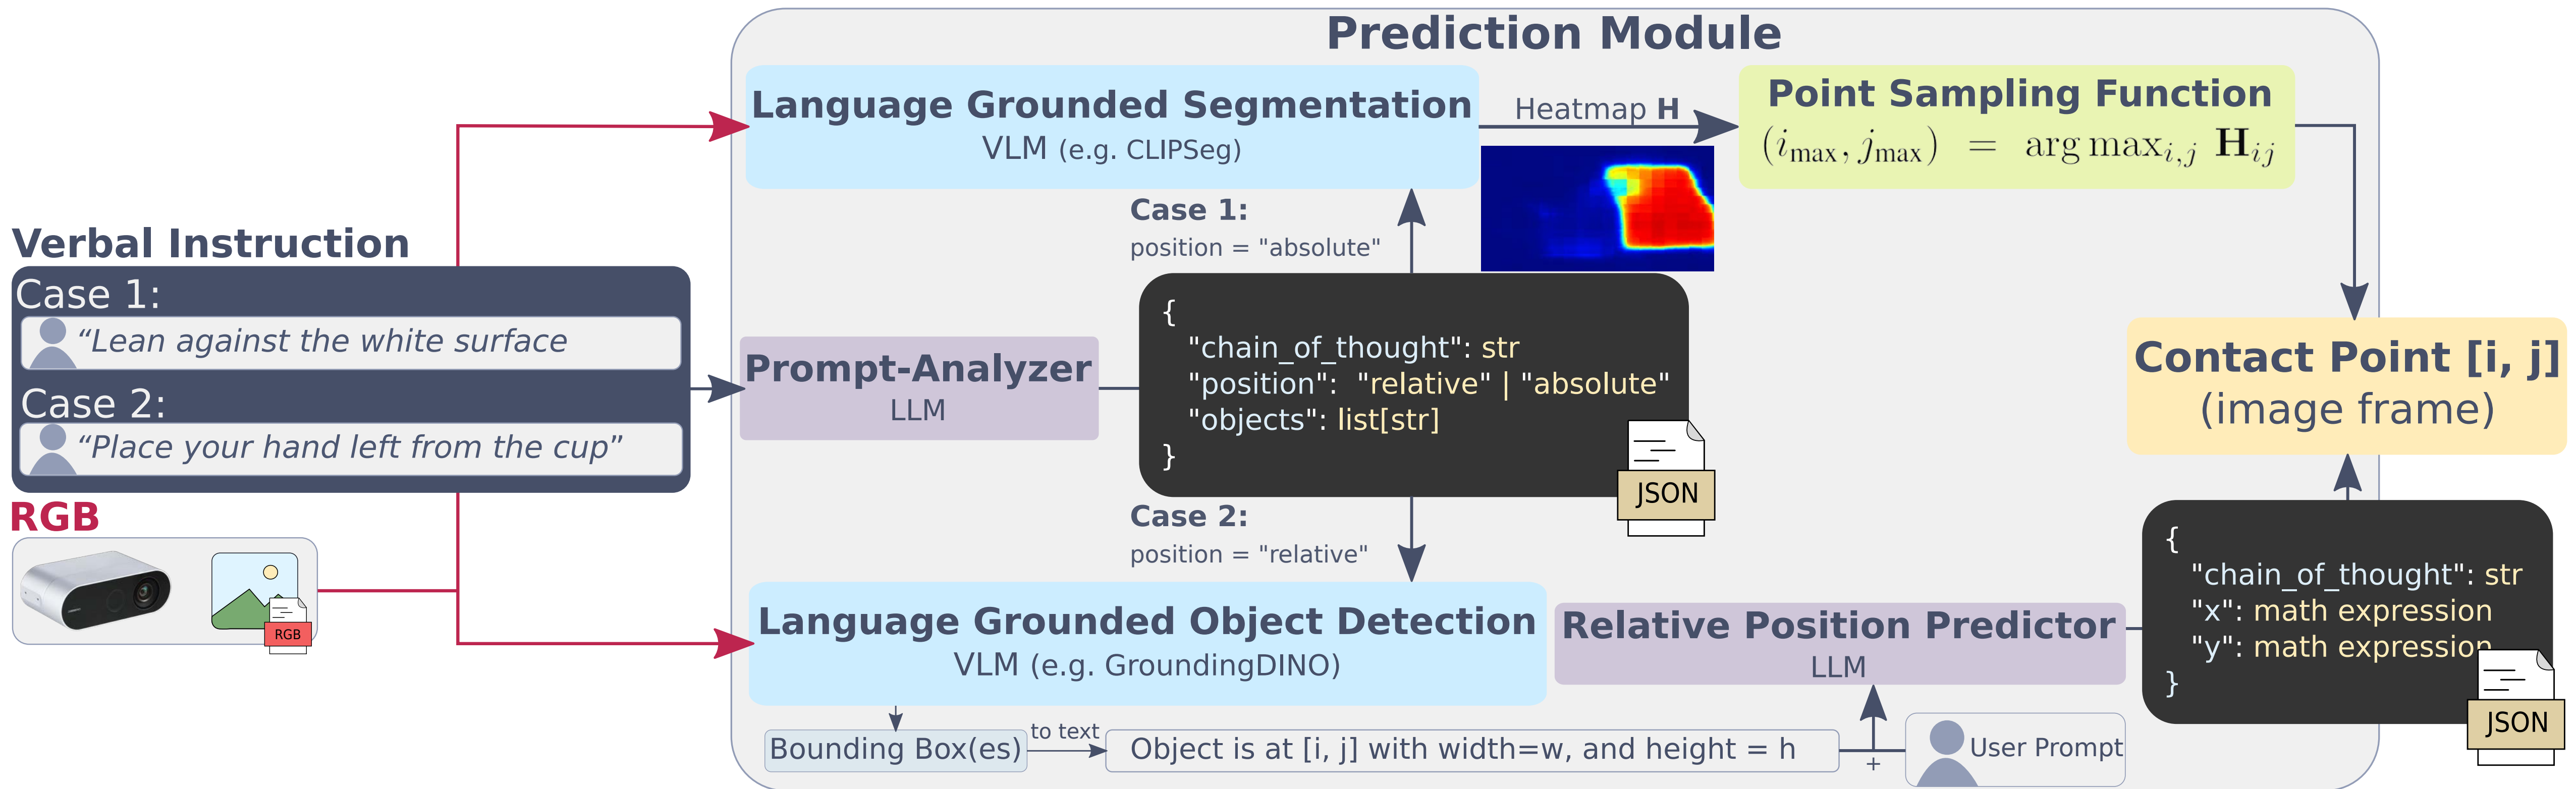 Prediction Module
Language Grounded Segmentation
VLM (e.g. CLIPSeg)
Heatmap H
Point Sampling Function
(i_max, j_max) = arg max_{i,j} H_{ij}
Verbal Instruction
Case 1:
“Lean against the white surface
Case 2:
“Place your hand left from the cup”
RGB
RGB
Prompt-Analyzer
LLM
Case 1:
position = "absolute"
{
"chain_of_thought": str
"position": "relative" | "absolute"
"objects": list[str]
}
JSON
Case 2:
position = "relative"
Language Grounded Object Detection
VLM (e.g. GroundingDINO)
Bounding Box(es)
to text
Object is at [i, j] with width=w, and height = h
+
User Prompt
Relative Position Predictor
LLM
{
"chain_of_thought": str
"x": math expression
"y": math expression
}
JSON
Contact Point [i, j]
(image frame)